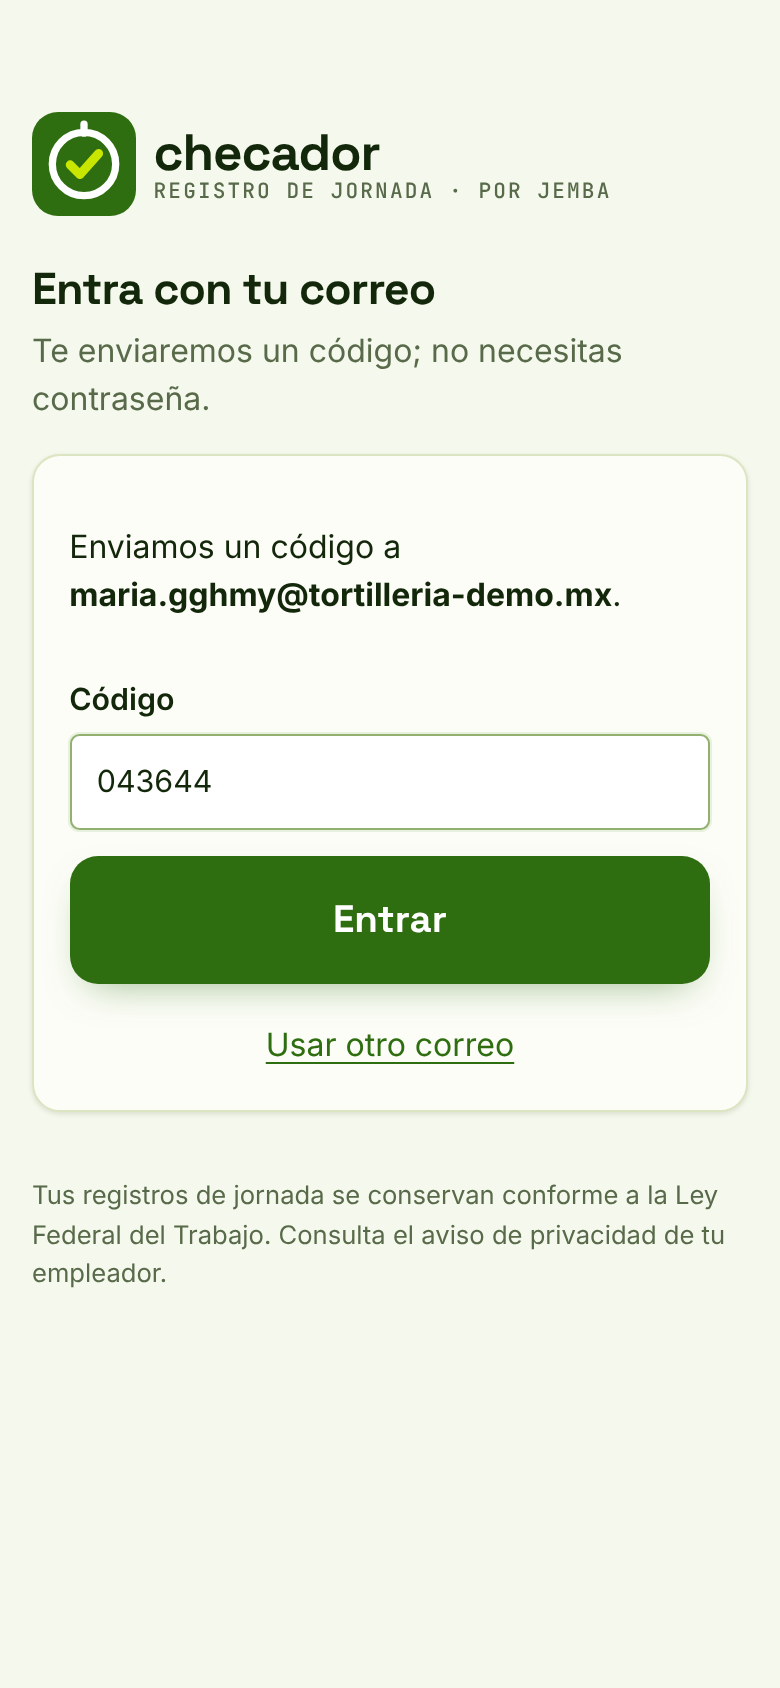 checador
REGISTRO DE JORNADA · POR JEMBA
Entra con tu correo
Te enviaremos un código; no necesitas
contraseña.
Enviamos un código a
maria.gghmy@tortilleria-demo.mx.
Código
043644
Entrar
Usar otro correo
Tus registros de jornada se conservan conforme a la Ley
Federal del Trabajo. Consulta el aviso de privacidad de tu
empleador.